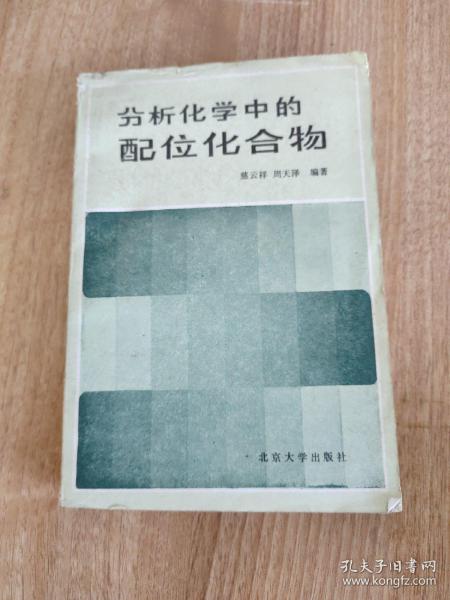 分析化学中的
配位化合物
慈云祥 周天泽 编著
北京大学出版社
孔夫子旧书网
www.kongfz.com